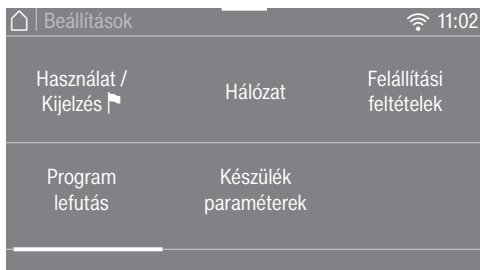 Beállítások
11:02
Használat /
Kijelzés
Hálózat
Felállítási
feltételek
Program
lefutás
Készülék
paraméterek